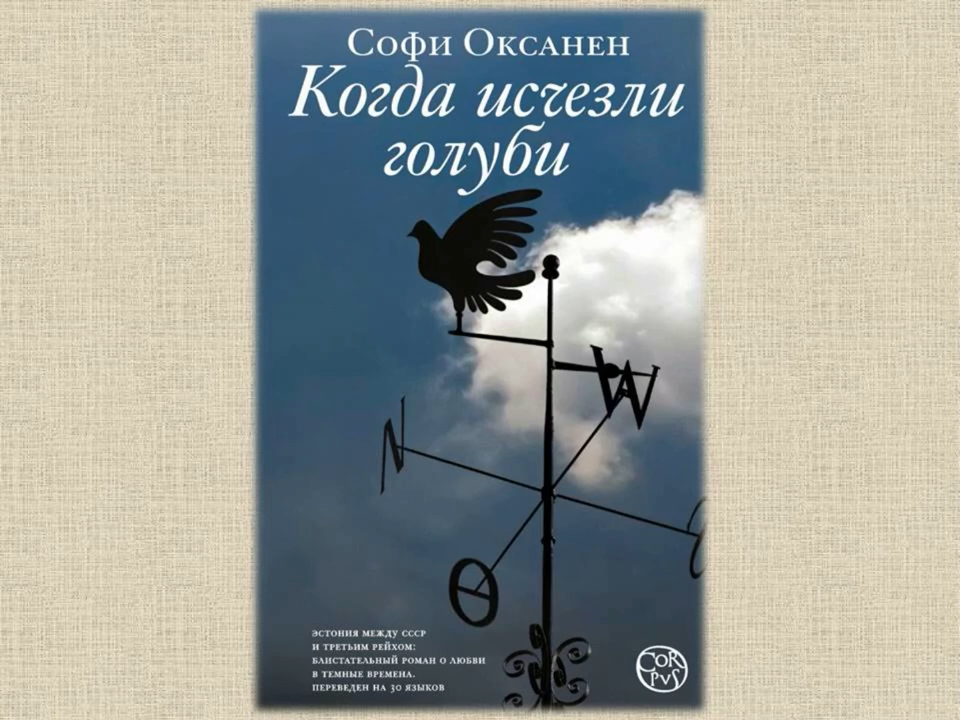 Софи Оксанен
Когда исчезли
голуби
W
N
O
эстония между ссср
и третьим рейхом:
блистательный роман о любви
в темные времена.
переведен на 30 языков
COR
PVS